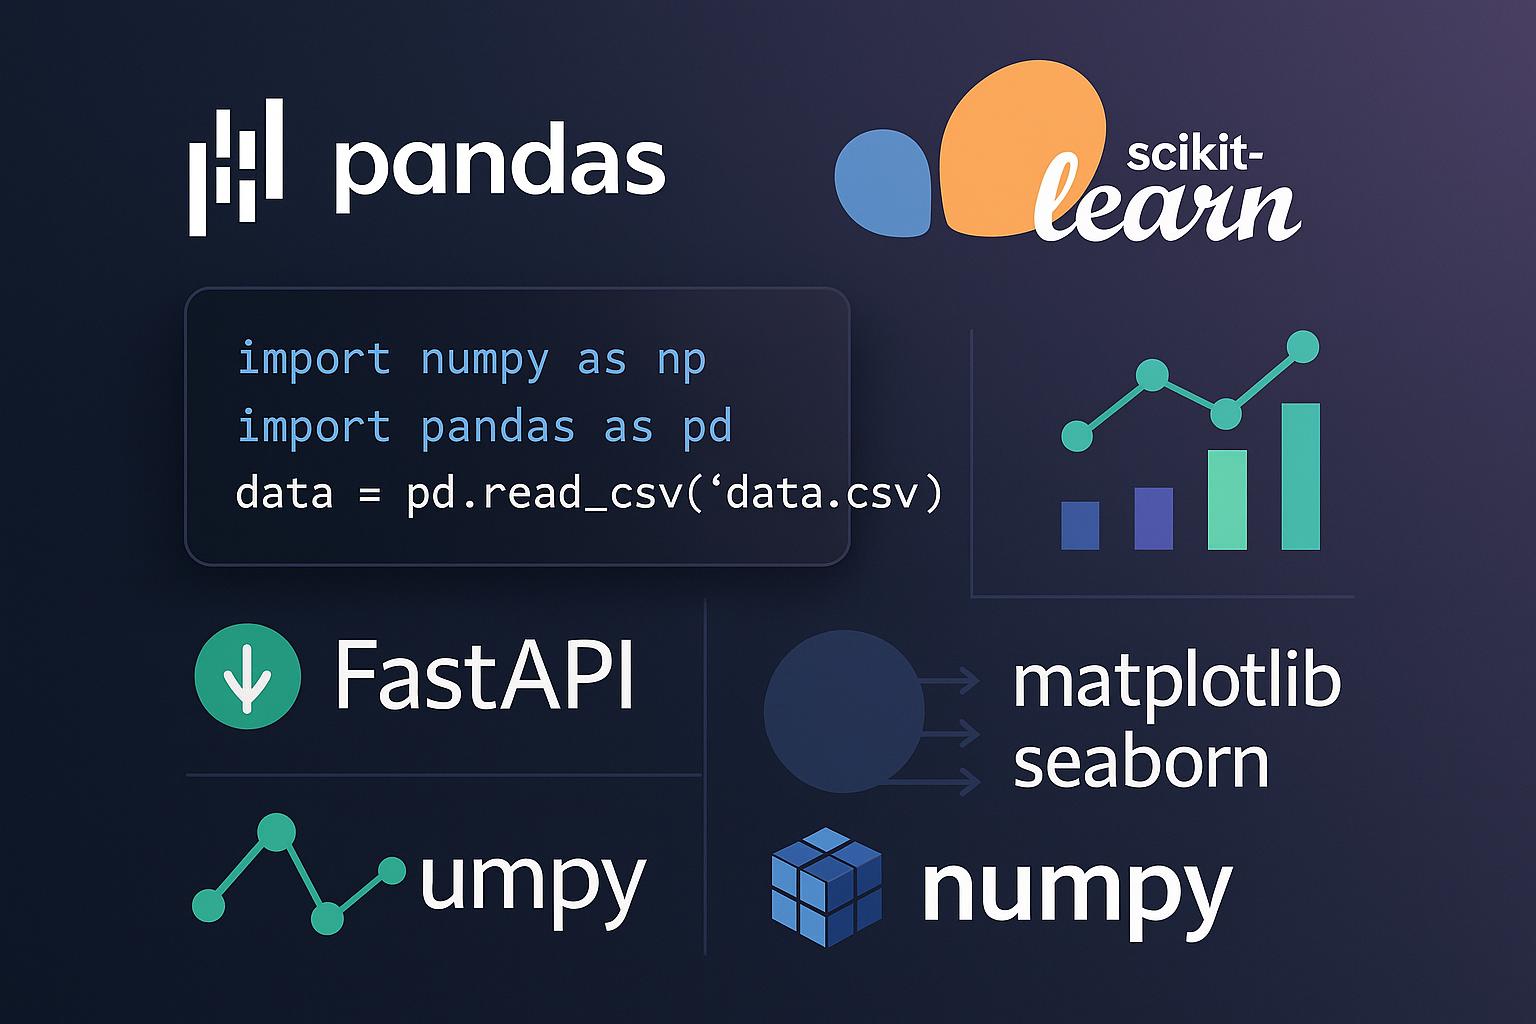 pandas
scikit-
learn
import numpy as np
import pandas as pd
data = pd.read_csv(‘data.csv)
FastAPI
matplotlib
seaborn
umpy
numpy